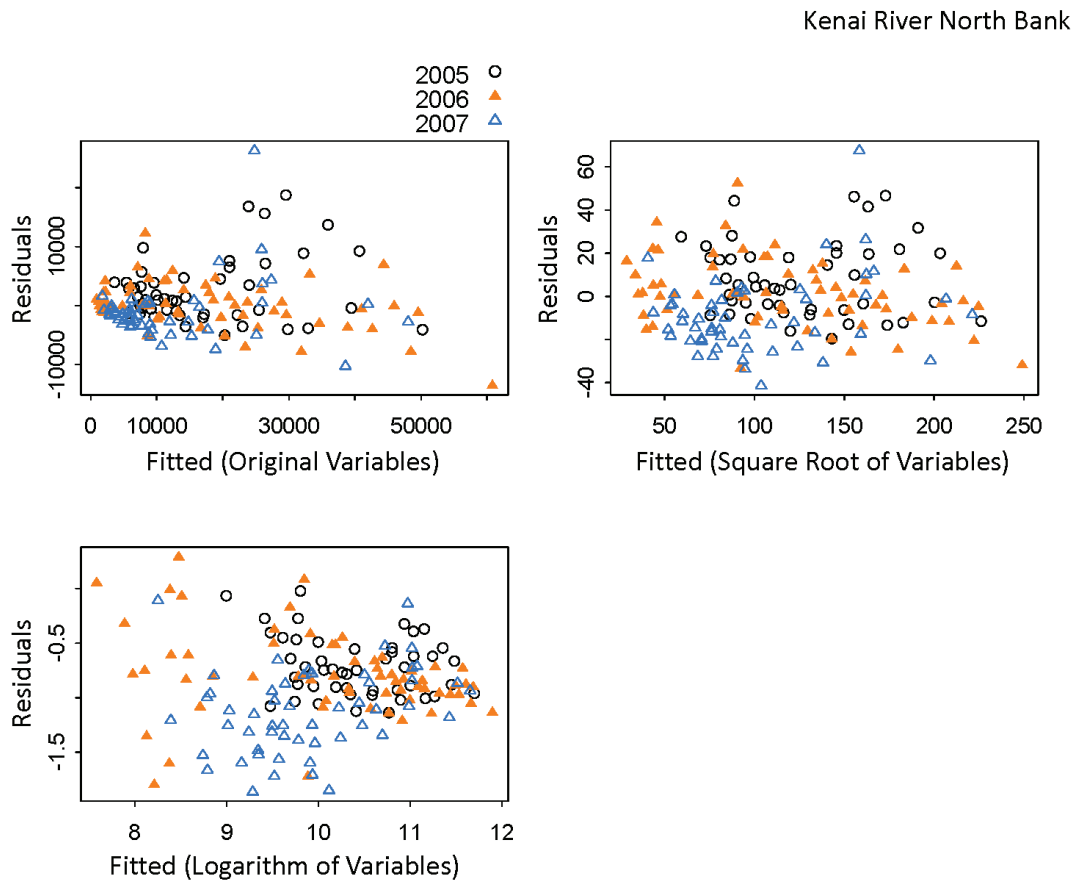 Kenai River North Bank
2005
2006
2007
Residuals
10000
-10000
0 10000 30000 50000
Fitted (Original Variables)
Residuals
60
40
20
0
-40
50 100 150 200 250
Fitted (Square Root of Variables)
Residuals
-0.5
-1.5
8 9 10 11 12
Fitted (Logarithm of Variables)